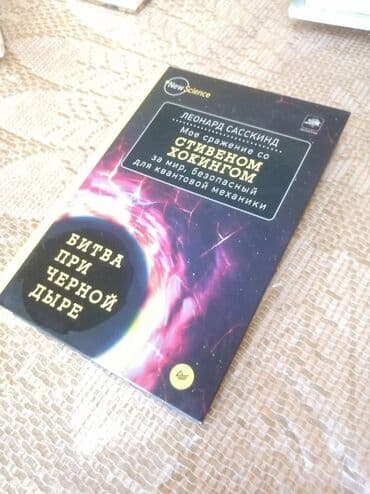 New Science
ЛЕОНАРД САССКИНД
Мое сражение со
СТИВЕНОМ
ХОКИНГОМ
за мир, безопасный
для квантовой механики
БИТВА
ПРИ
ЧЕРНОЙ
ДЫРЕ